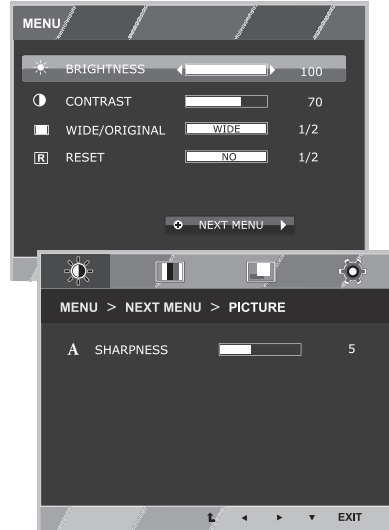 MENU
BRIGHTNESS 100
CONTRAST 70
WIDE/ORIGINAL WIDE 1/2
R RESET NO 1/2
NEXT MENU
MENU > NEXT MENU > PICTURE
A SHARPNESS 5
EXIT